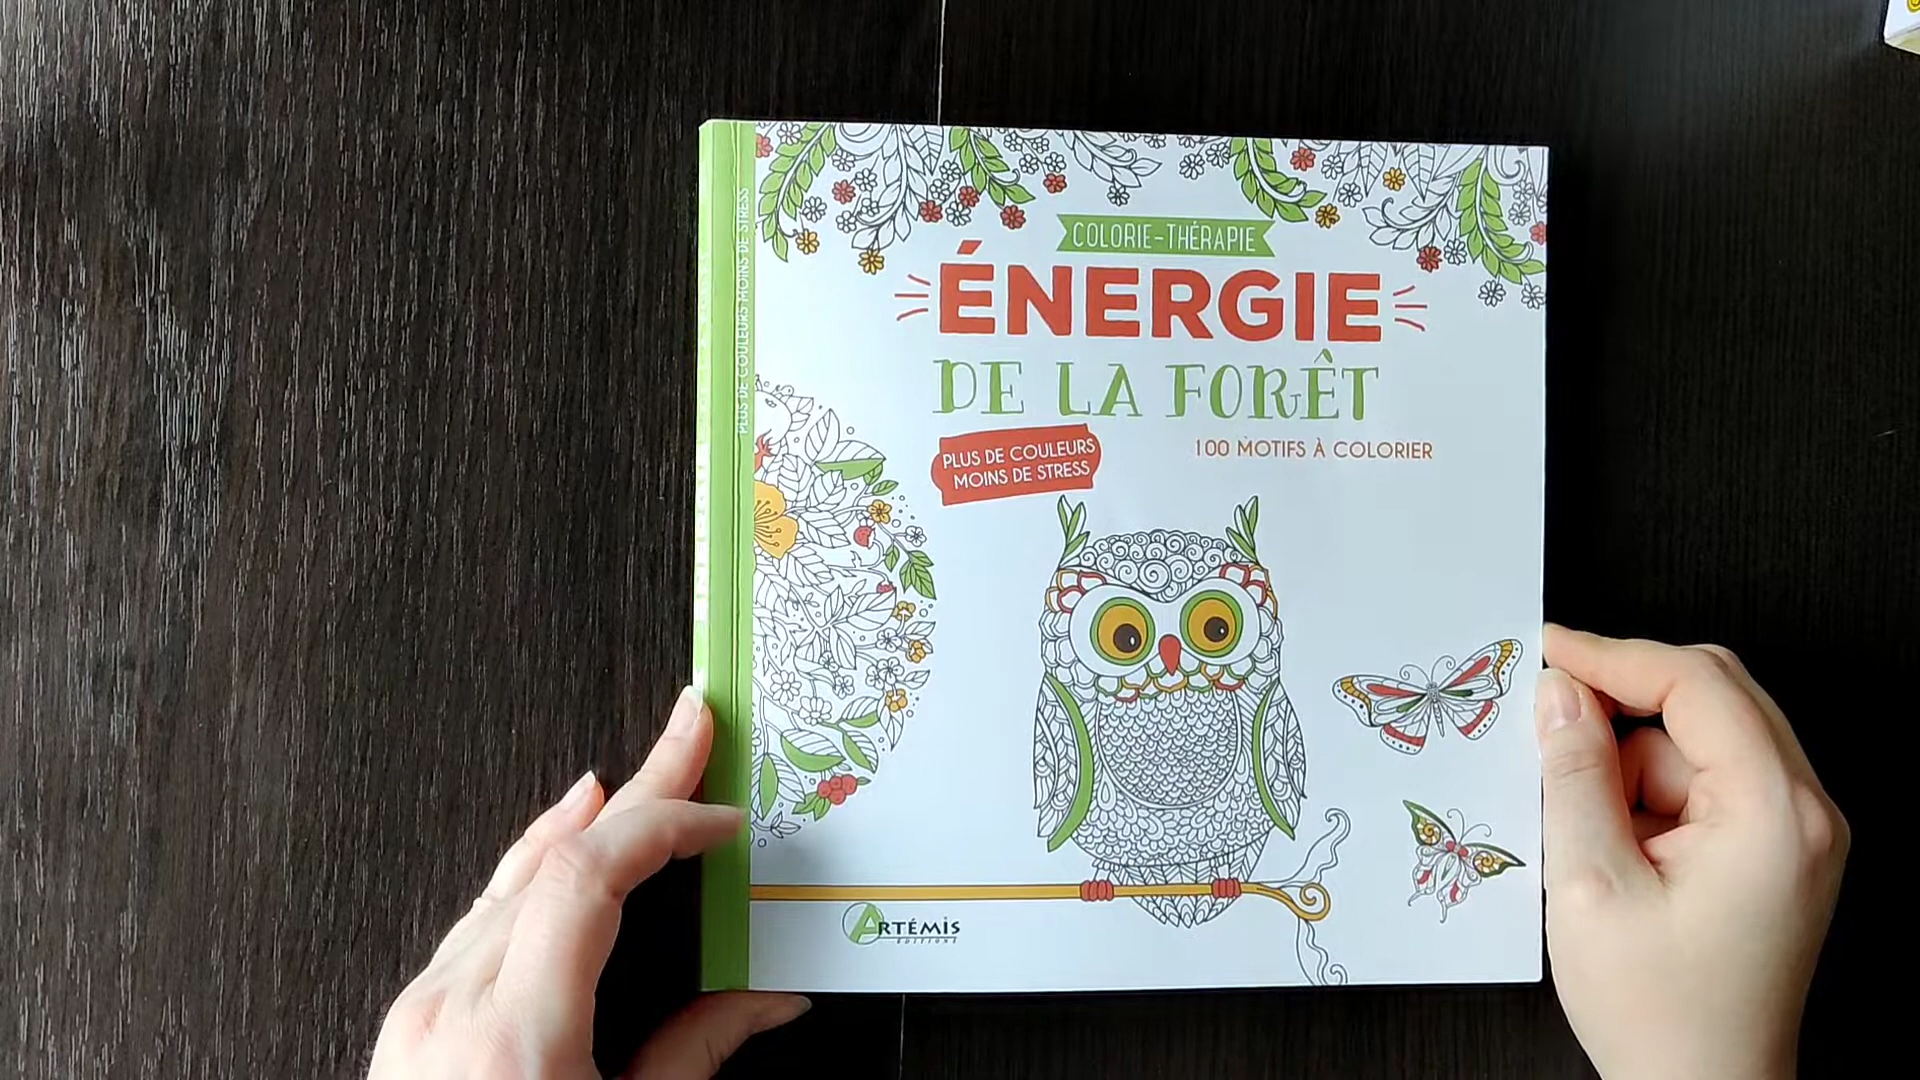 PLUS DE COULEURS MOINS DE STRESS
COLORIE-THÉRAPIE
ÉNERGIE
DE LA FORÊT
PLUS DE COULEURS
MOINS DE STRESS
100 MOTIFS À COLORIER
ARTÉMIS
ÉDITIONS